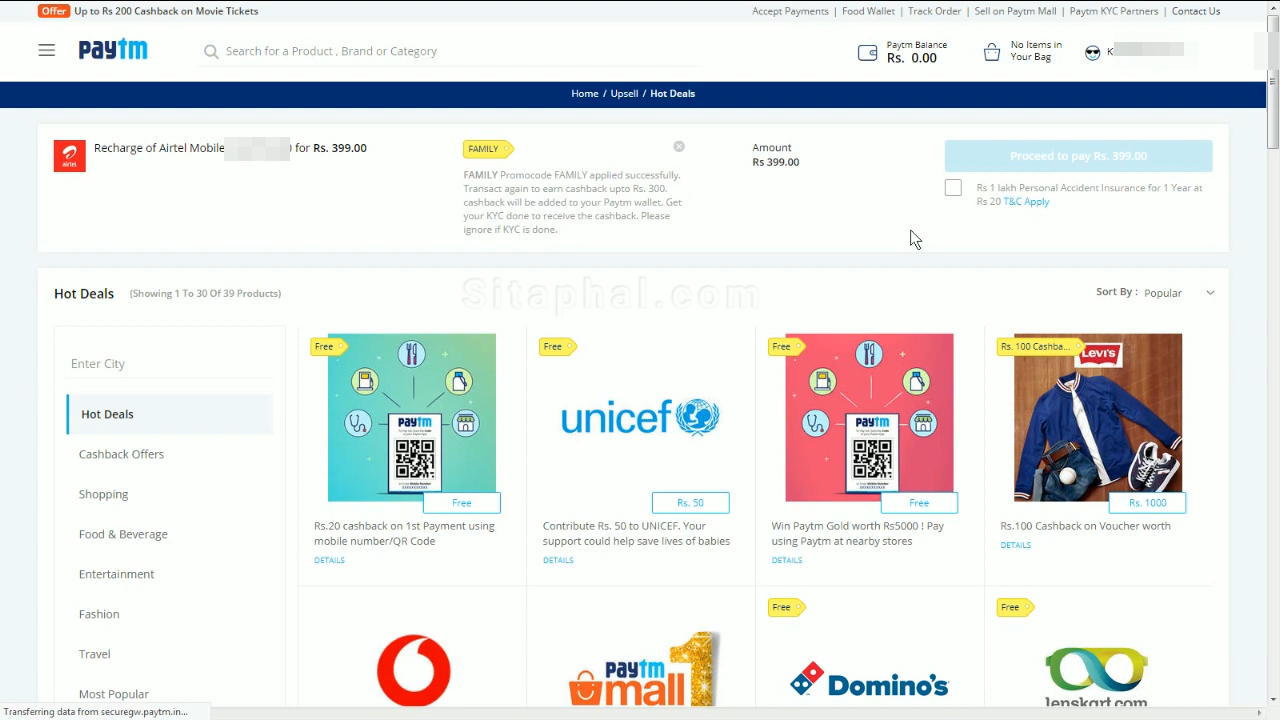 Offer Up to Rs 200 Cashback on Movie Tickets
Accept Payments | Food Wallet | Track Order | Sell on Paytm Mall | Paytm KYC Partners | Contact Us
paytm
Search for a Product , Brand or Category
Paytm Balance
Rs. 0.00
No Items in
Your Bag
K
Home / Upsell / Hot Deals
airtel
Recharge of Airtel Mobile ) for Rs. 399.00
FAMILY
FAMILY Promocode FAMILY applied successfully.
Transact again to earn cashback upto Rs. 300.
cashback will be added to your Paytm wallet. Get
your KYC done to receive the cashback. Please
ignore if KYC is done.
Amount
Rs 399.00
Proceed to pay Rs. 399.00
Rs 1 lakh Personal Accident Insurance for 1 Year at
Rs 20 T&C Apply
Hot Deals (Showing 1 To 30 Of 39 Products)
Sitaphal.com
Sort By : Popular
Enter City
Hot Deals
Cashback Offers
Shopping
Food & Beverage
Entertainment
Fashion
Travel
Most Popular
Free
paytm
Free
Rs.20 cashback on 1st Payment using
mobile number/QR Code
DETAILS
Free
unicef
Rs. 50
Contribute Rs. 50 to UNICEF. Your
support could help save lives of babies
DETAILS
Free
paytm
Free
Win Paytm Gold worth Rs5000 ! Pay
using Paytm at nearby stores
DETAILS
Rs. 100 Cashba...
Levi's
Rs. 1000
Rs.100 Cashback on Voucher worth
DETAILS
paytm
mall 1
Free
Domino's
Free
lenskart.com
Transferring data from securegw.paytm.in...